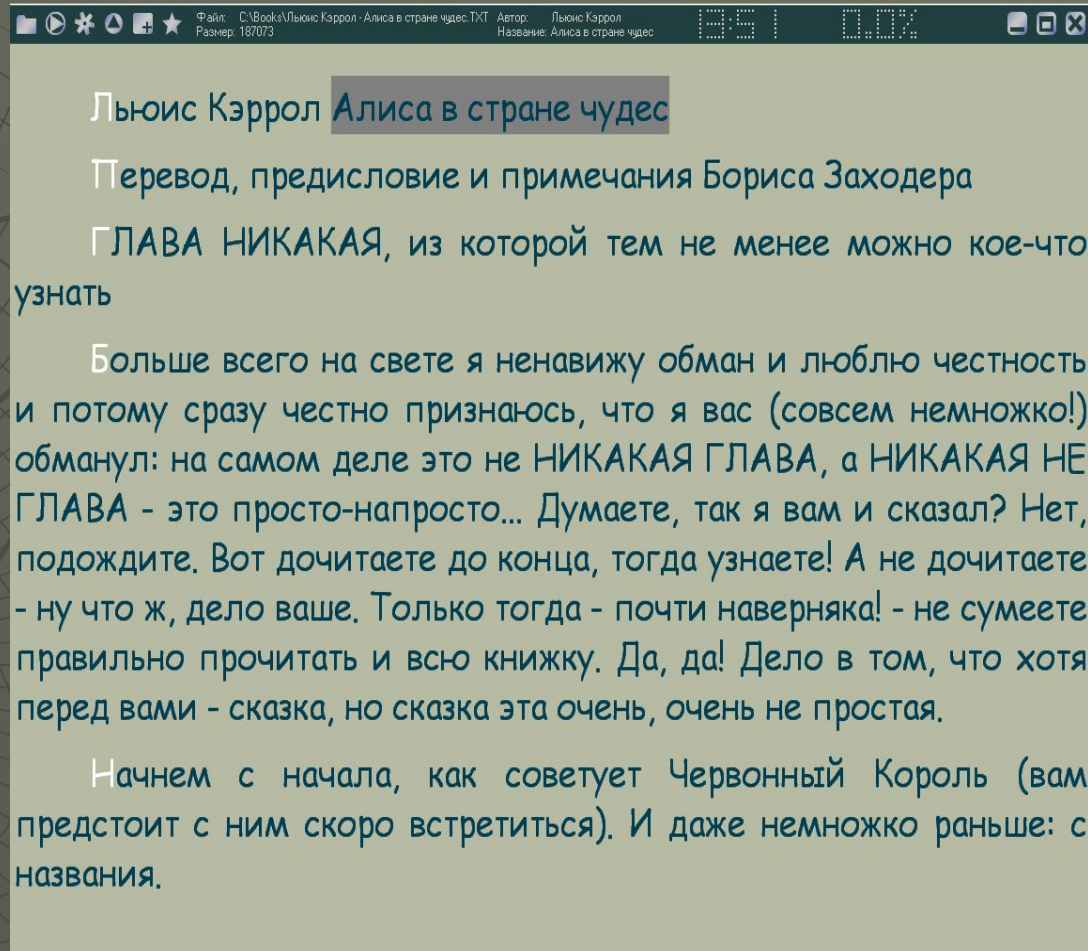 Файл: C:\Books\Льюис Кэррол - Алиса в стране чудес.TXT Автор: Льюис Кэррол 13:51 0.0%
Размер: 187073 Название: Алиса в стране чудес
Льюис Кэррол Алиса в стране чудес
Перевод, предисловие и примечания Бориса Заходера
ГЛАВА НИКАКАЯ, из которой тем не менее можно кое-что
узнать
Больше всего на свете я ненавижу обман и люблю честность
и потому сразу честно признаюсь, что я вас (совсем немножко!)
обманул: на самом деле это не НИКАКАЯ ГЛАВА, а НИКАКАЯ НЕ
ГЛАВА - это просто-напросто... Думаете, так я вам и сказал? Нет,
подождите. Вот дочитаете до конца, тогда узнаете! А не дочитаете
- ну что ж, дело ваше. Только тогда - почти наверняка! - не сумеете
правильно прочитать и всю книжку. Да, да! Дело в том, что хотя
перед вами - сказка, но сказка эта очень, очень не простая.
Начнем с начала, как советует Червонный Король (вам
предстоит с ним скоро встретиться). И даже немножко раньше: с
названия.